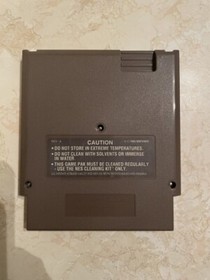 CAUTION
•DO NOT STORE IN EXTREME TEMPERATURES.
•DO NOT CLEAN WITH SOLVENTS OR IMMERSE
IN WATER.
•THIS GAME PAK MUST BE CLEANED REGULARLY
- USE THE NES CLEANING KIT ONLY